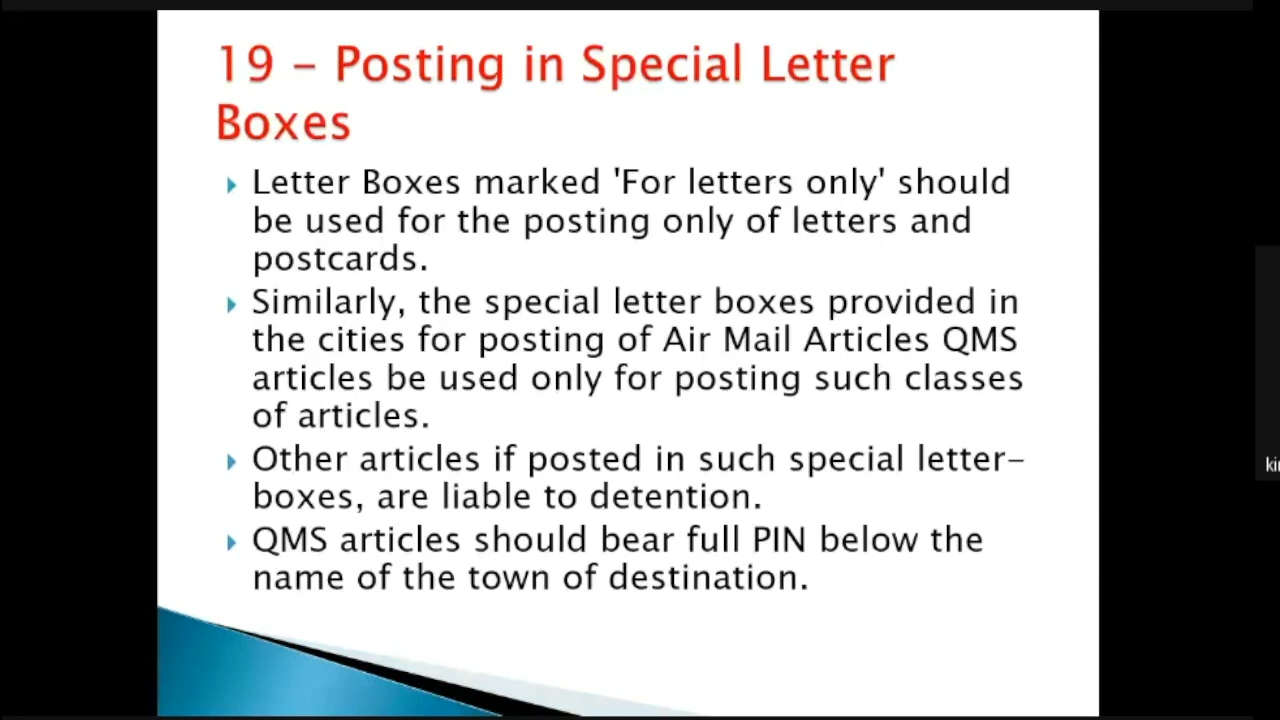 19 – Posting in Special Letter
Boxes
Letter Boxes marked 'For letters only' should
be used for the posting only of letters and
postcards.
Similarly, the special letter boxes provided in
the cities for posting of Air Mail Articles QMS
articles be used only for posting such classes
of articles.
Other articles if posted in such special letter-
boxes, are liable to detention.
QMS articles should bear full PIN below the
name of the town of destination.